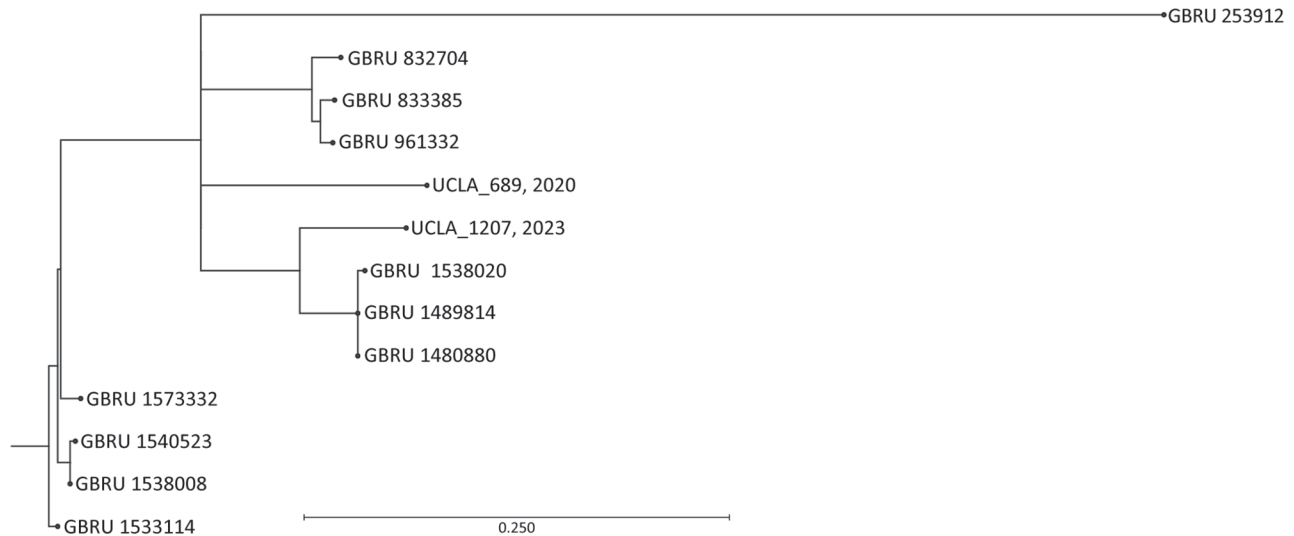 GBRU 253912
GBRU 832704
GBRU 833385
GBRU 961332
UCLA_689, 2020
UCLA_1207, 2023
GBRU  1538020
GBRU 1489814
GBRU 1480880
GBRU 1573332
GBRU 1540523
GBRU 1538008
GBRU 1533114
0.250